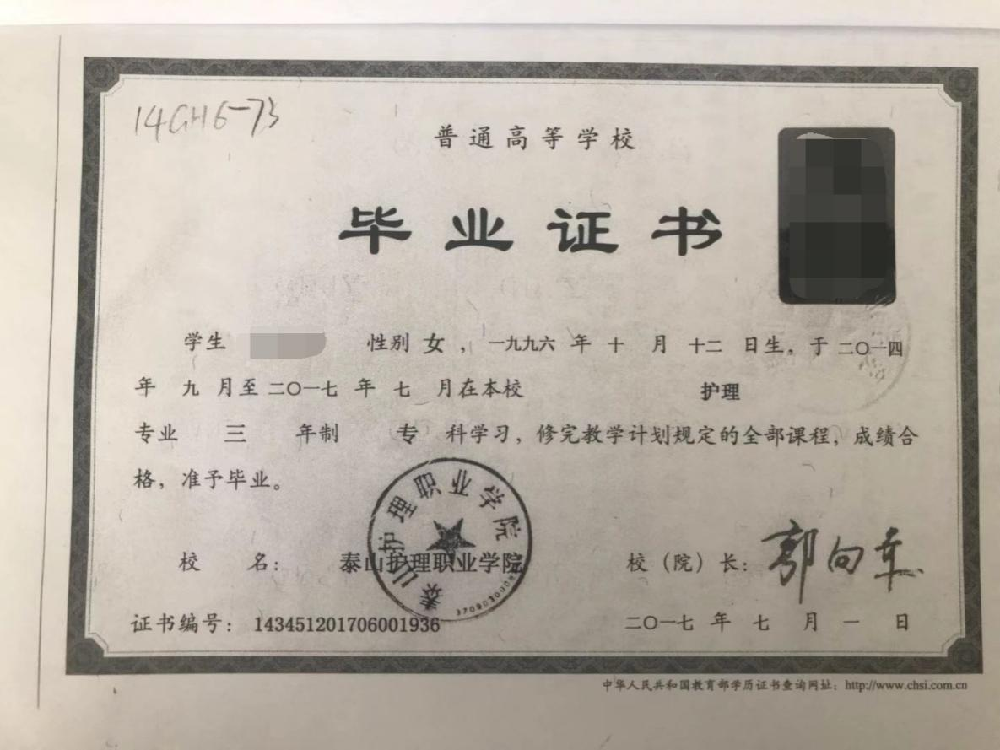 14GH6-73
普通高等学校
毕业证书
学生 性别 女 ，一九九六 年 十 月 十二 日生，于 二〇一四
年 九 月至 二〇一七 年 七 月在本校 护理
专业 三 年制 专 科学习，修完教学计划规定的全部课程，成绩合
格，准予毕业。
泰山护理职业学院
校 名： 泰山护理职业学院 校（院）长：郭向东
证书编号： 143451201706001936 二〇一七 年 七 月 一 日
中华人民共和国教育部学历证书查询网址：http://www.chsi.com.cn